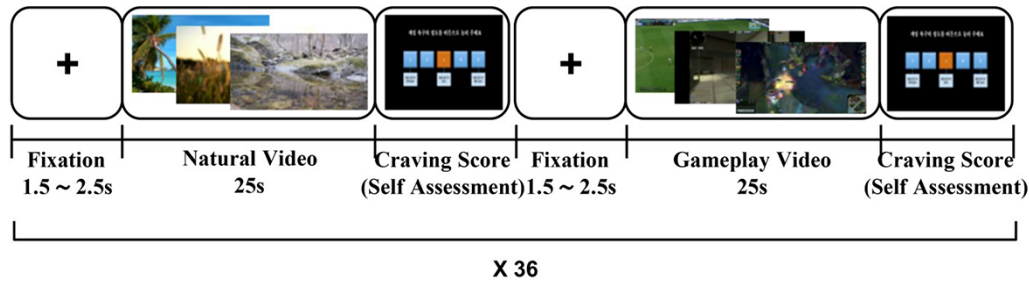 Fixation
1.5 ~ 2.5s
Natural Video
25s
Craving Score
(Self Assessment)
Fixation
1.5 ~ 2.5s
Gameplay Video
25s
Craving Score
(Self Assessment)
X 36